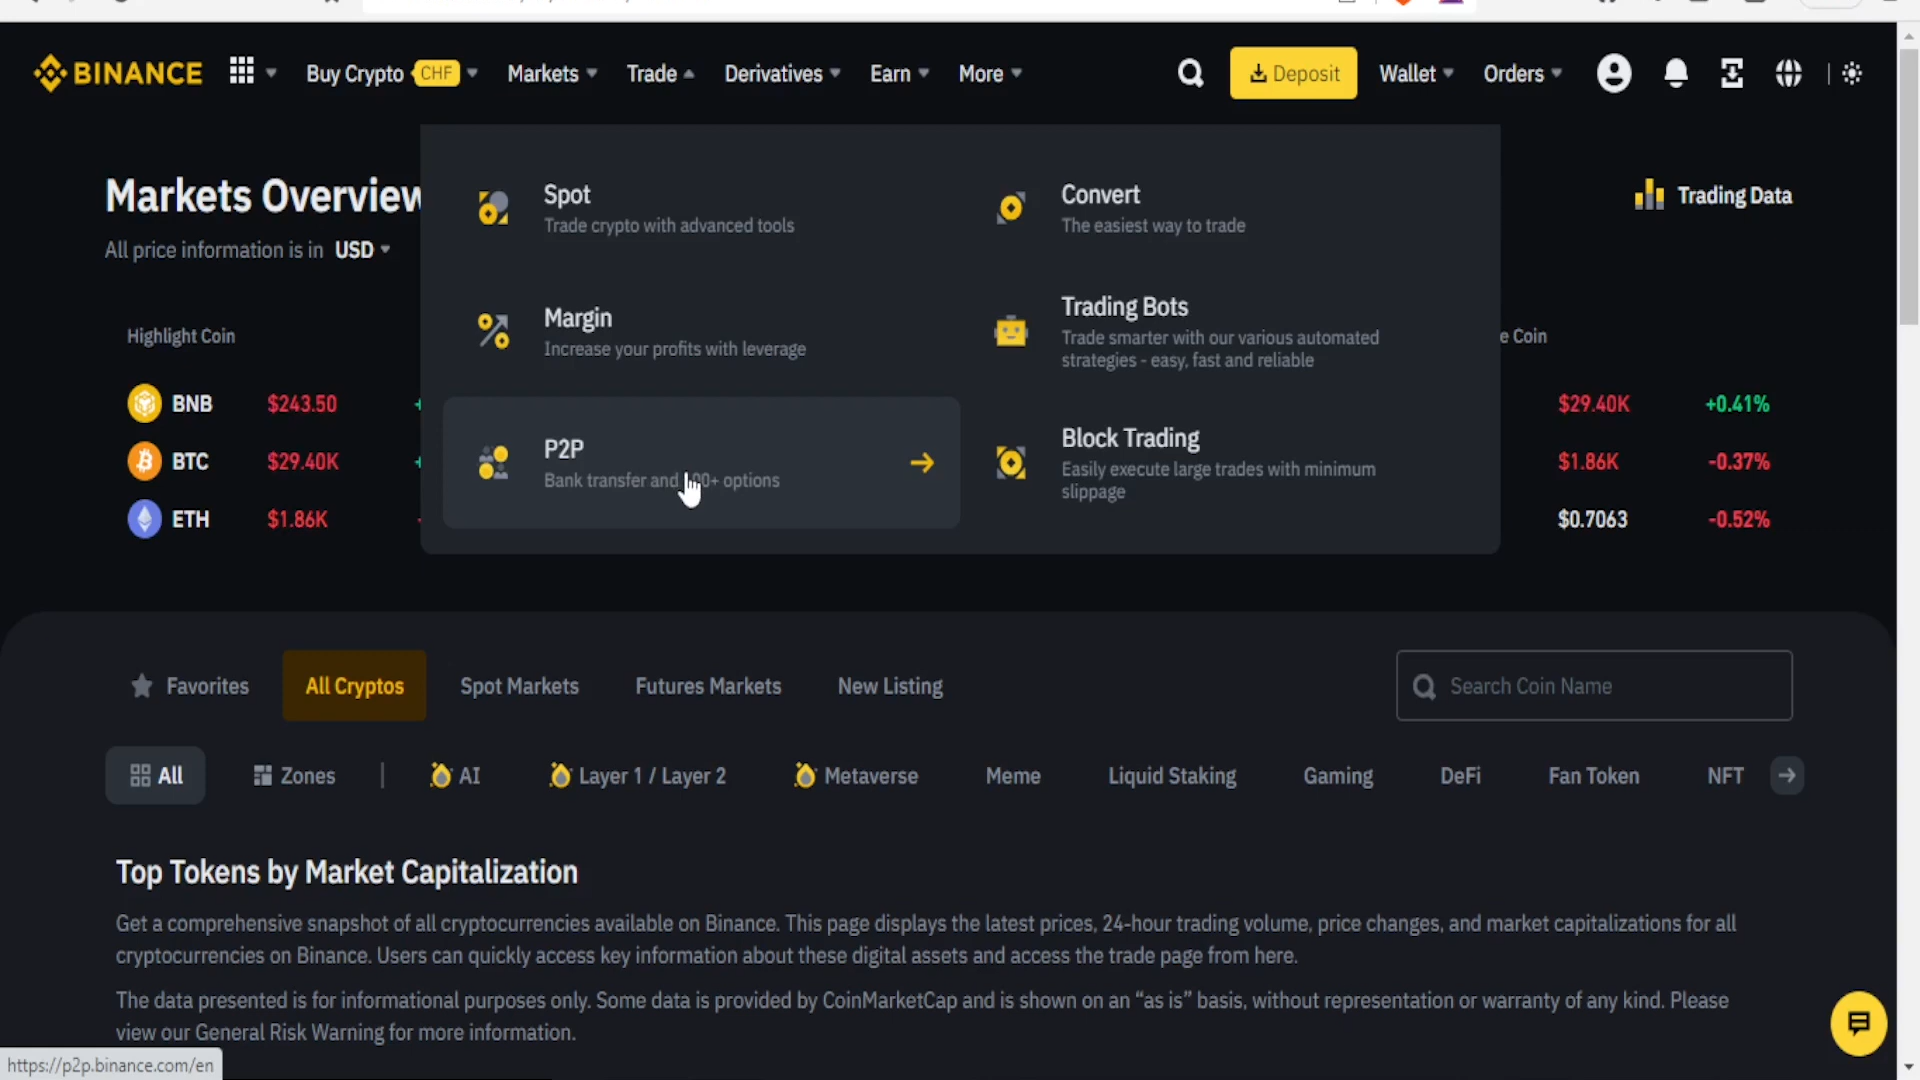 BINANCE
Buy Crypto CHF
Markets
Trade
Derivatives
Earn
More
Deposit
Wallet
Orders
Markets Overview
All price information is in USD
Trading Data
Spot
Trade crypto with advanced tools
Convert
The easiest way to trade
Margin
Increase your profits with leverage
Trading Bots
Trade smarter with our various automated
strategies - easy, fast and reliable
P2P
Bank transfer and 00+ options
Block Trading
Easily execute large trades with minimum
slippage
Highlight Coin
e Coin
BNB $243.50 +
$29.40K +0.41%
BTC $29.40K +
$1.86K -0.37%
ETH $1.86K -
$0.7063 -0.52%
Favorites
All Cryptos
Spot Markets
Futures Markets
New Listing
Search Coin Name
All
Zones
AI
Layer 1 / Layer 2
Metaverse
Meme
Liquid Staking
Gaming
DeFi
Fan Token
NFT
Top Tokens by Market Capitalization
Get a comprehensive snapshot of all cryptocurrencies available on Binance. This page displays the latest prices, 24-hour trading volume, price changes, and market capitalizations for all
cryptocurrencies on Binance. Users can quickly access key information about these digital assets and access the trade page from here.
The data presented is for informational purposes only. Some data is provided by CoinMarketCap and is shown on an “as is” basis, without representation or warranty of any kind. Please
view our General Risk Warning for more information.
https://p2p.binance.com/en